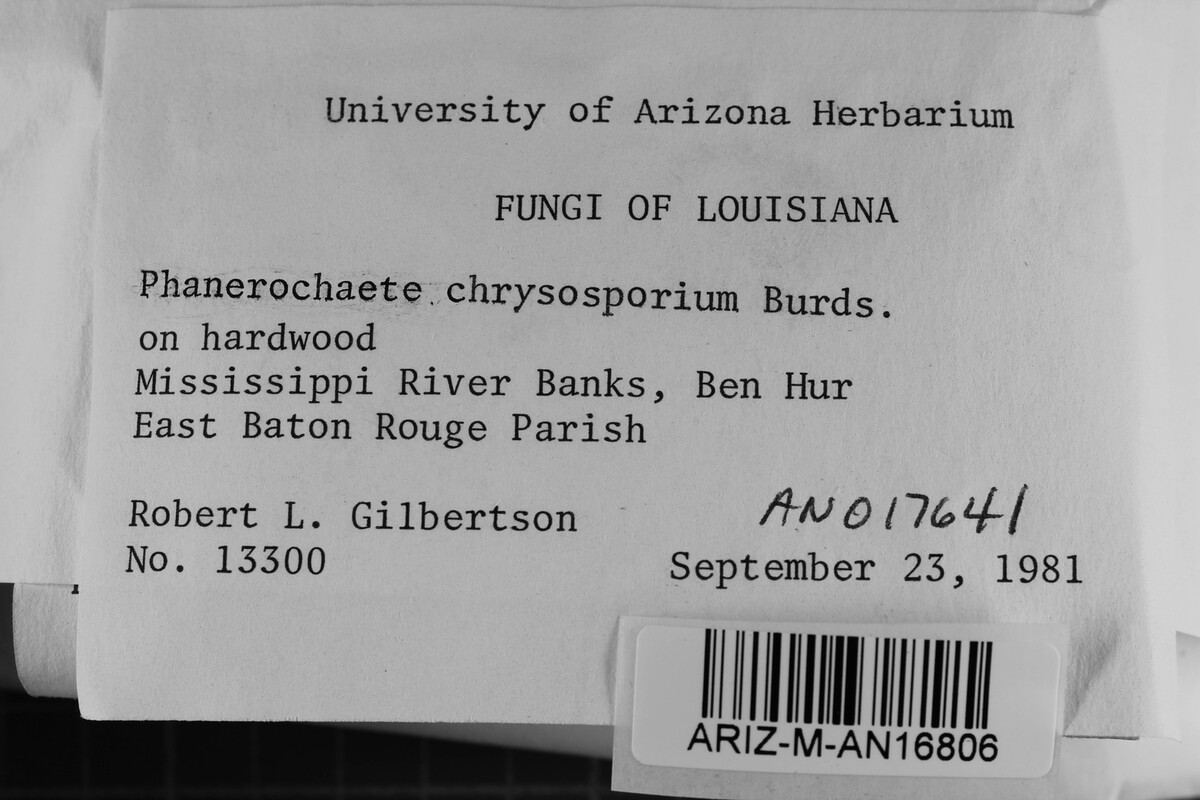 University of Arizona Herbarium
FUNGI OF LOUISIANA
Phanerochaete chrysosporium Burds.
on hardwood
Mississippi River Banks, Ben Hur
East Baton Rouge Parish
Robert L. Gilbertson
AN017641
No. 13300
September 23, 1981
ARIZ-M-AN16806